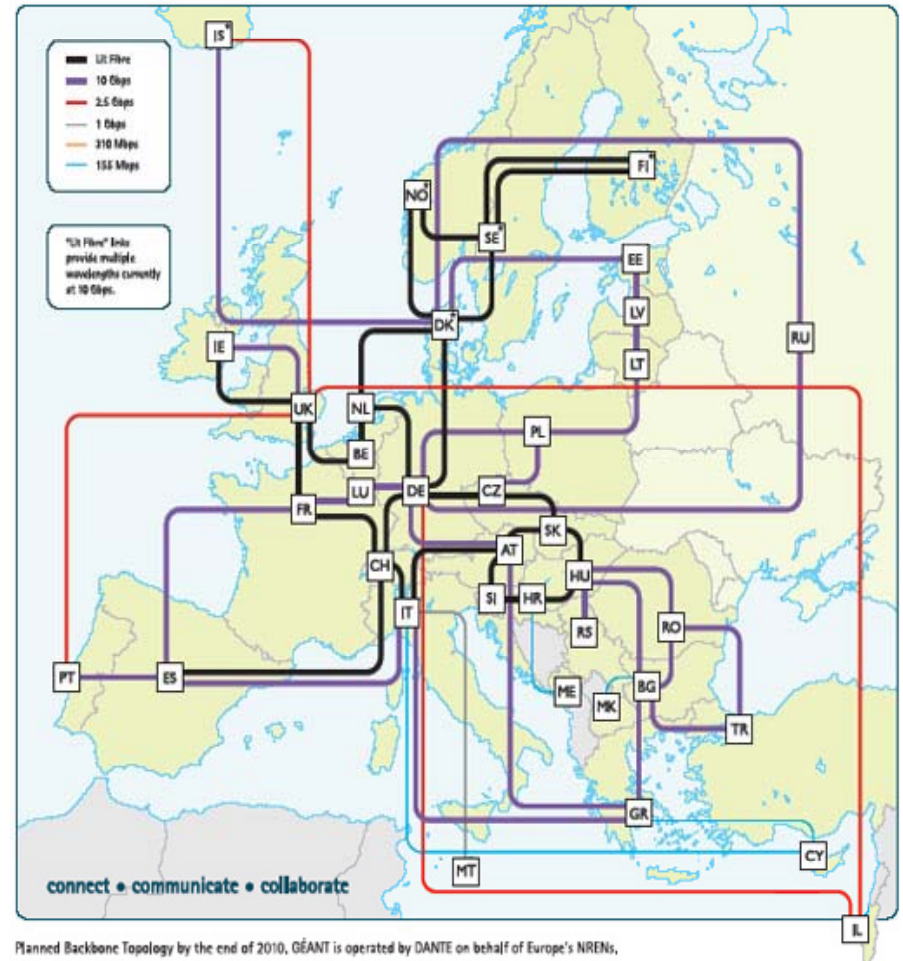 IS*
Lit Fibre
10 Gbps
2.5 Gbps
1 Gbps
310 Mbps
155 Mbps
"Lit Fibre" links
provide multiple
wavelengths currently
at 10 Gbps.
NO*
FI*
SE*
EE
LV
DK*
RU
IE
LT
UK
NL
PL
BE
LU
DE
CZ
FR
SK
AT
CH
HU
SI
HR
IT
RS
RO
PT
ES
ME
MK
BG
TR
GR
CY
MT
connect • communicate • collaborate
IL
Planned Backbone Topology by the end of 2010. GÉANT is operated by DANTE on behalf of Europe's NRENs.